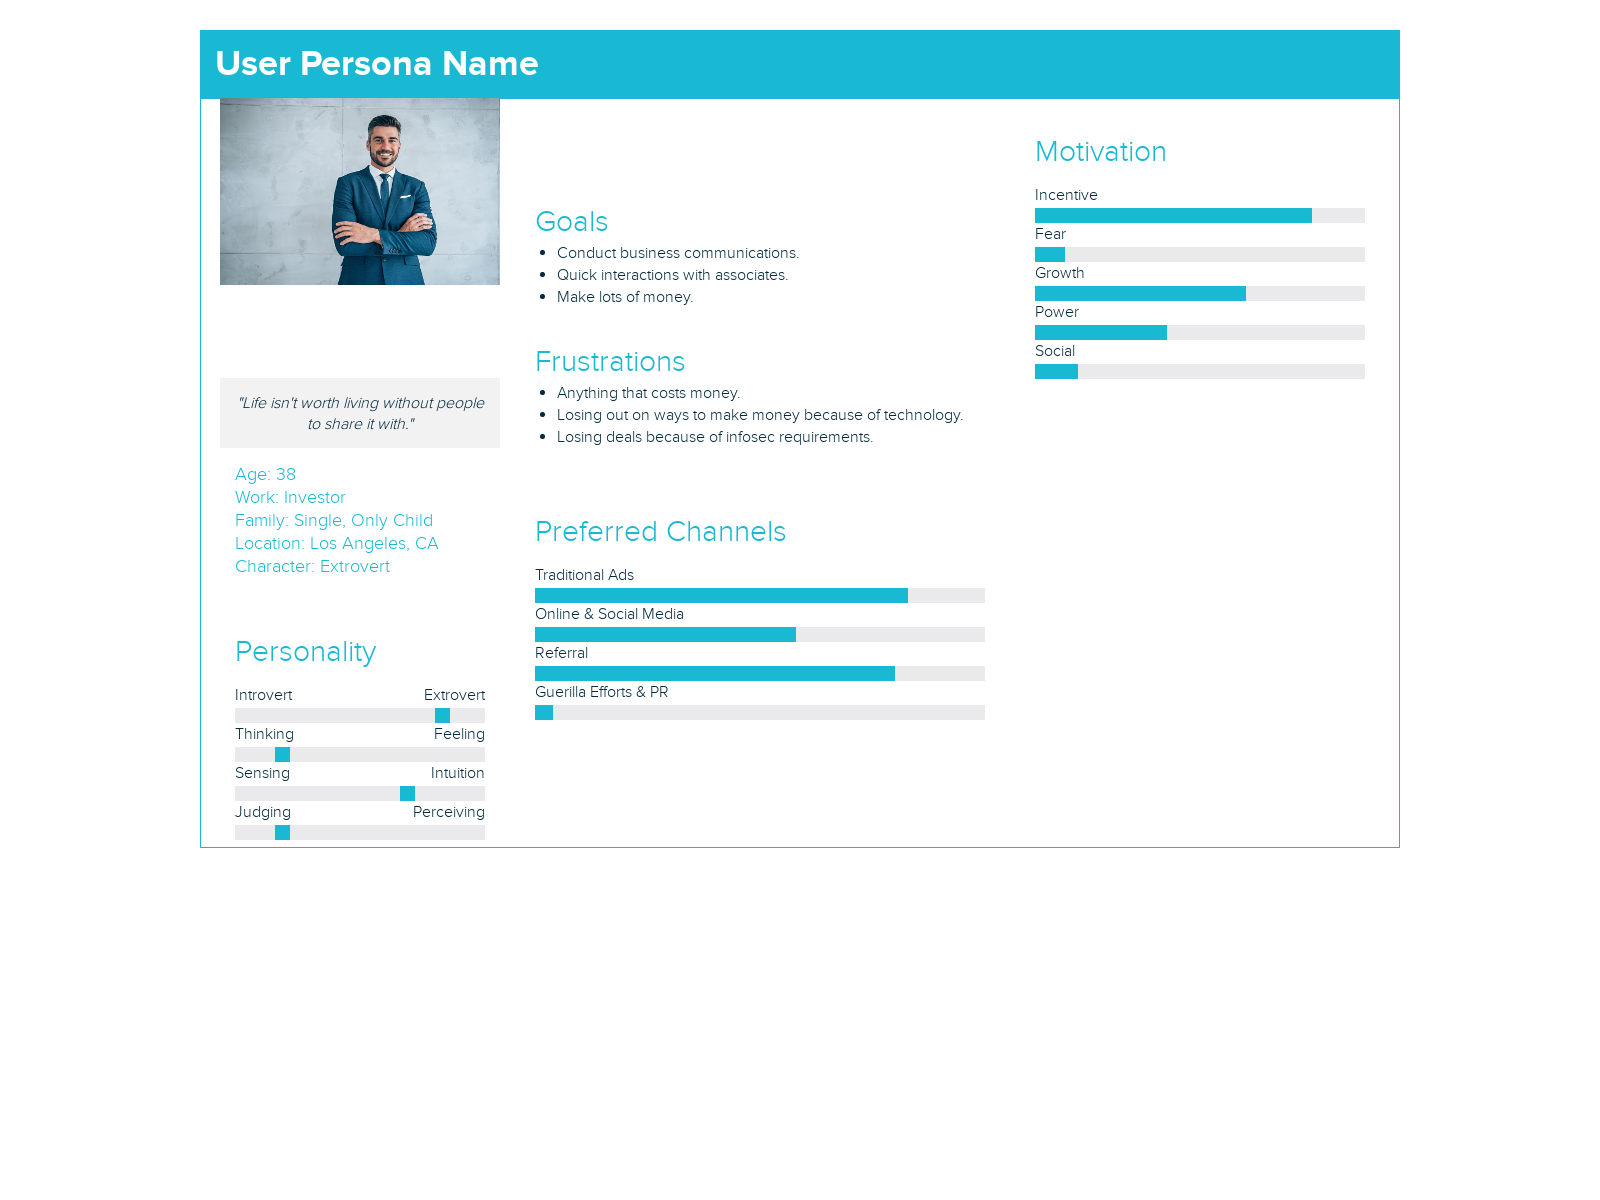 User Persona Name
"Life isn't worth living without people
to share it with."
Age: 38
Work: Investor
Family: Single, Only Child
Location: Los Angeles, CA
Character: Extrovert
Personality
Introvert Extrovert
Thinking Feeling
Sensing Intuition
Judging Perceiving
Goals
Conduct business communications.
Quick interactions with associates.
Make lots of money.
Frustrations
Anything that costs money.
Losing out on ways to make money because of technology.
Losing deals because of infosec requirements.
Preferred Channels
Traditional Ads
Online & Social Media
Referral
Guerilla Efforts & PR
Motivation
Incentive
Fear
Growth
Power
Social